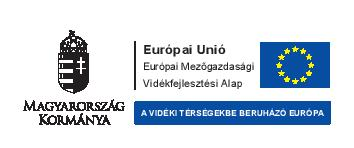 MAGYARORSZÁG
KORMÁNYA
Európai Unió
Európai Mezőgazdasági
Vidékfejlesztési Alap
A VIDÉKI TÉRSÉGEKBE BERUHÁZÓ EURÓPA